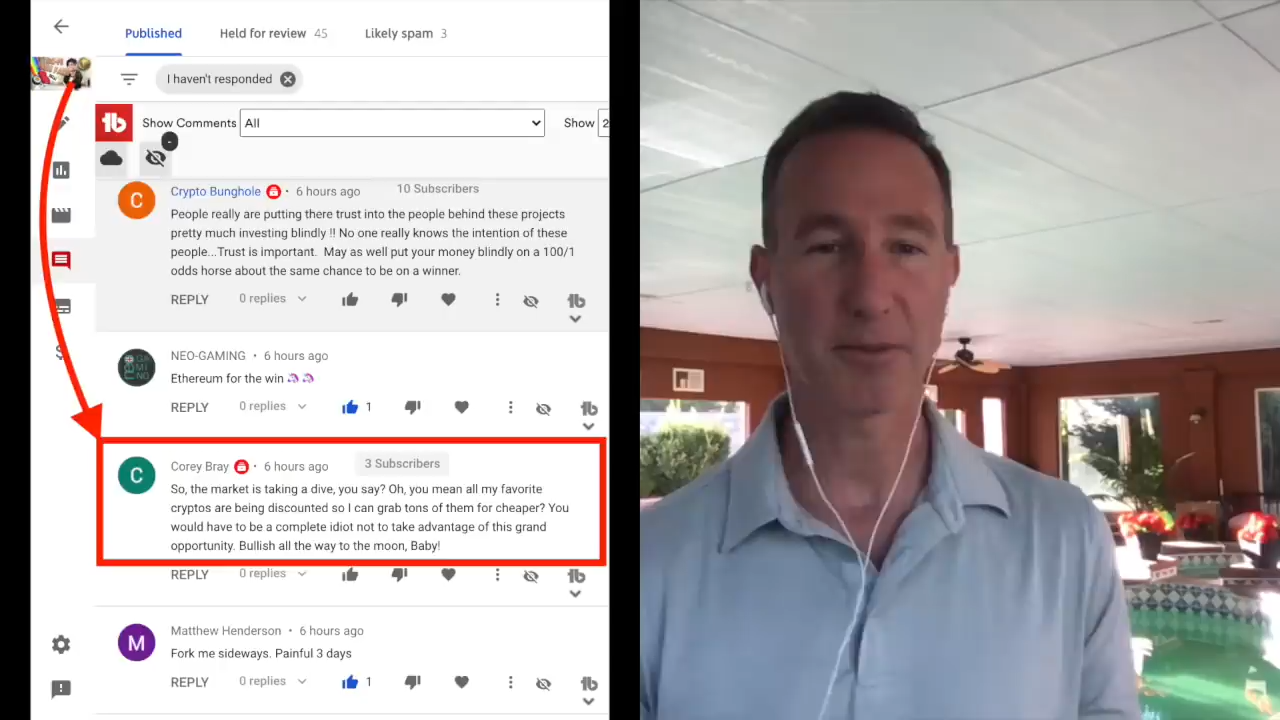 Published Held for review 45 Likely spam 3
I haven't responded
Show Comments All Show 2
Crypto Bunghole • 6 hours ago 10 Subscribers
People really are putting there trust into the people behind these projects
pretty much investing blindly !! No one really knows the intention of these
people...Trust is important. May as well put your money blindly on a 100/1
odds horse about the same chance to be on a winner.
REPLY 0 replies
NEO-GAMING • 6 hours ago
Ethereum for the win 🦄🦄
REPLY 0 replies 1
C
Corey Bray • 6 hours ago 3 Subscribers
So, the market is taking a dive, you say? Oh, you mean all my favorite
cryptos are being discounted so I can grab tons of them for cheaper? You
would have to be a complete idiot not to take advantage of this grand
opportunity. Bullish all the way to the moon, Baby!
REPLY 0 replies
M
Matthew Henderson • 6 hours ago
Fork me sideways. Painful 3 days
REPLY 0 replies 1